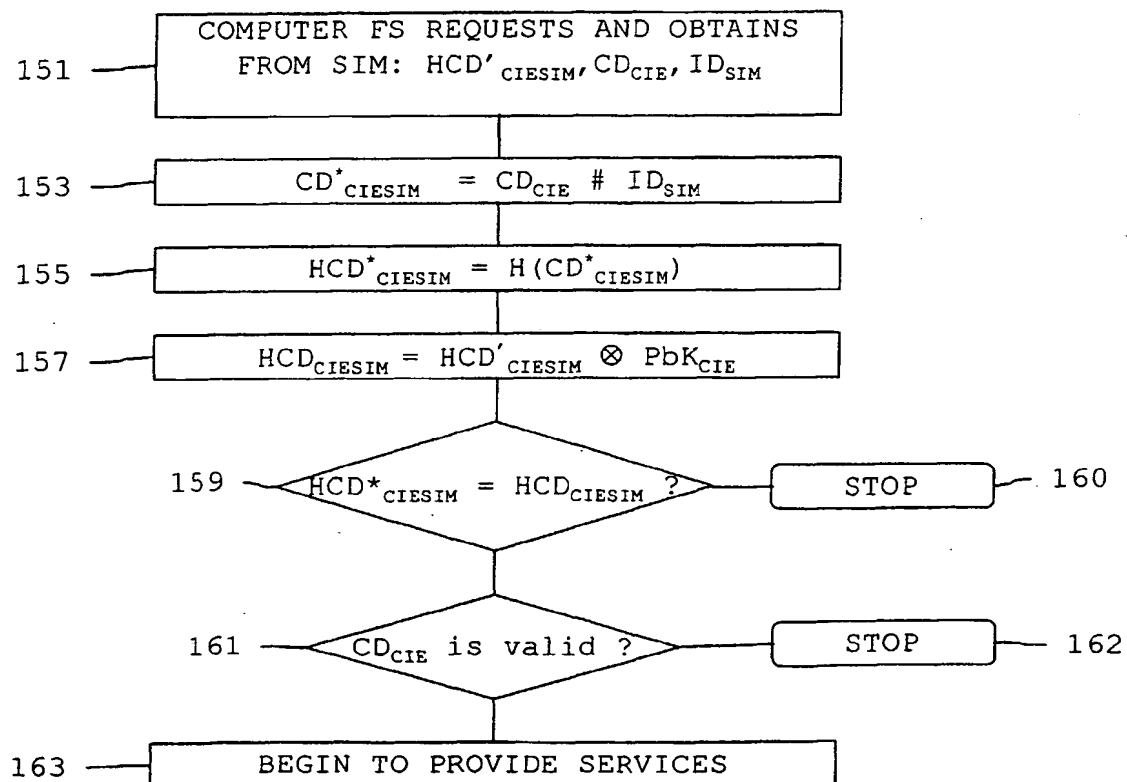 COMPUTER FS REQUESTS AND OBTAINS
151 FROM SIM: HCD'CIESIM, CDCIE, IDSIM
153 CD*CIESIM = CDCIE # IDSIM
155 HCD*CIESIM = H(CD*CIESIM)
157 HCDCIESIM = HCD'CIESIM ⊗ PbKCIE
159 HCD*CIESIM = HCDCIESIM ? STOP 160
161 CDCIE is valid ? STOP 162
163 BEGIN TO PROVIDE SERVICES